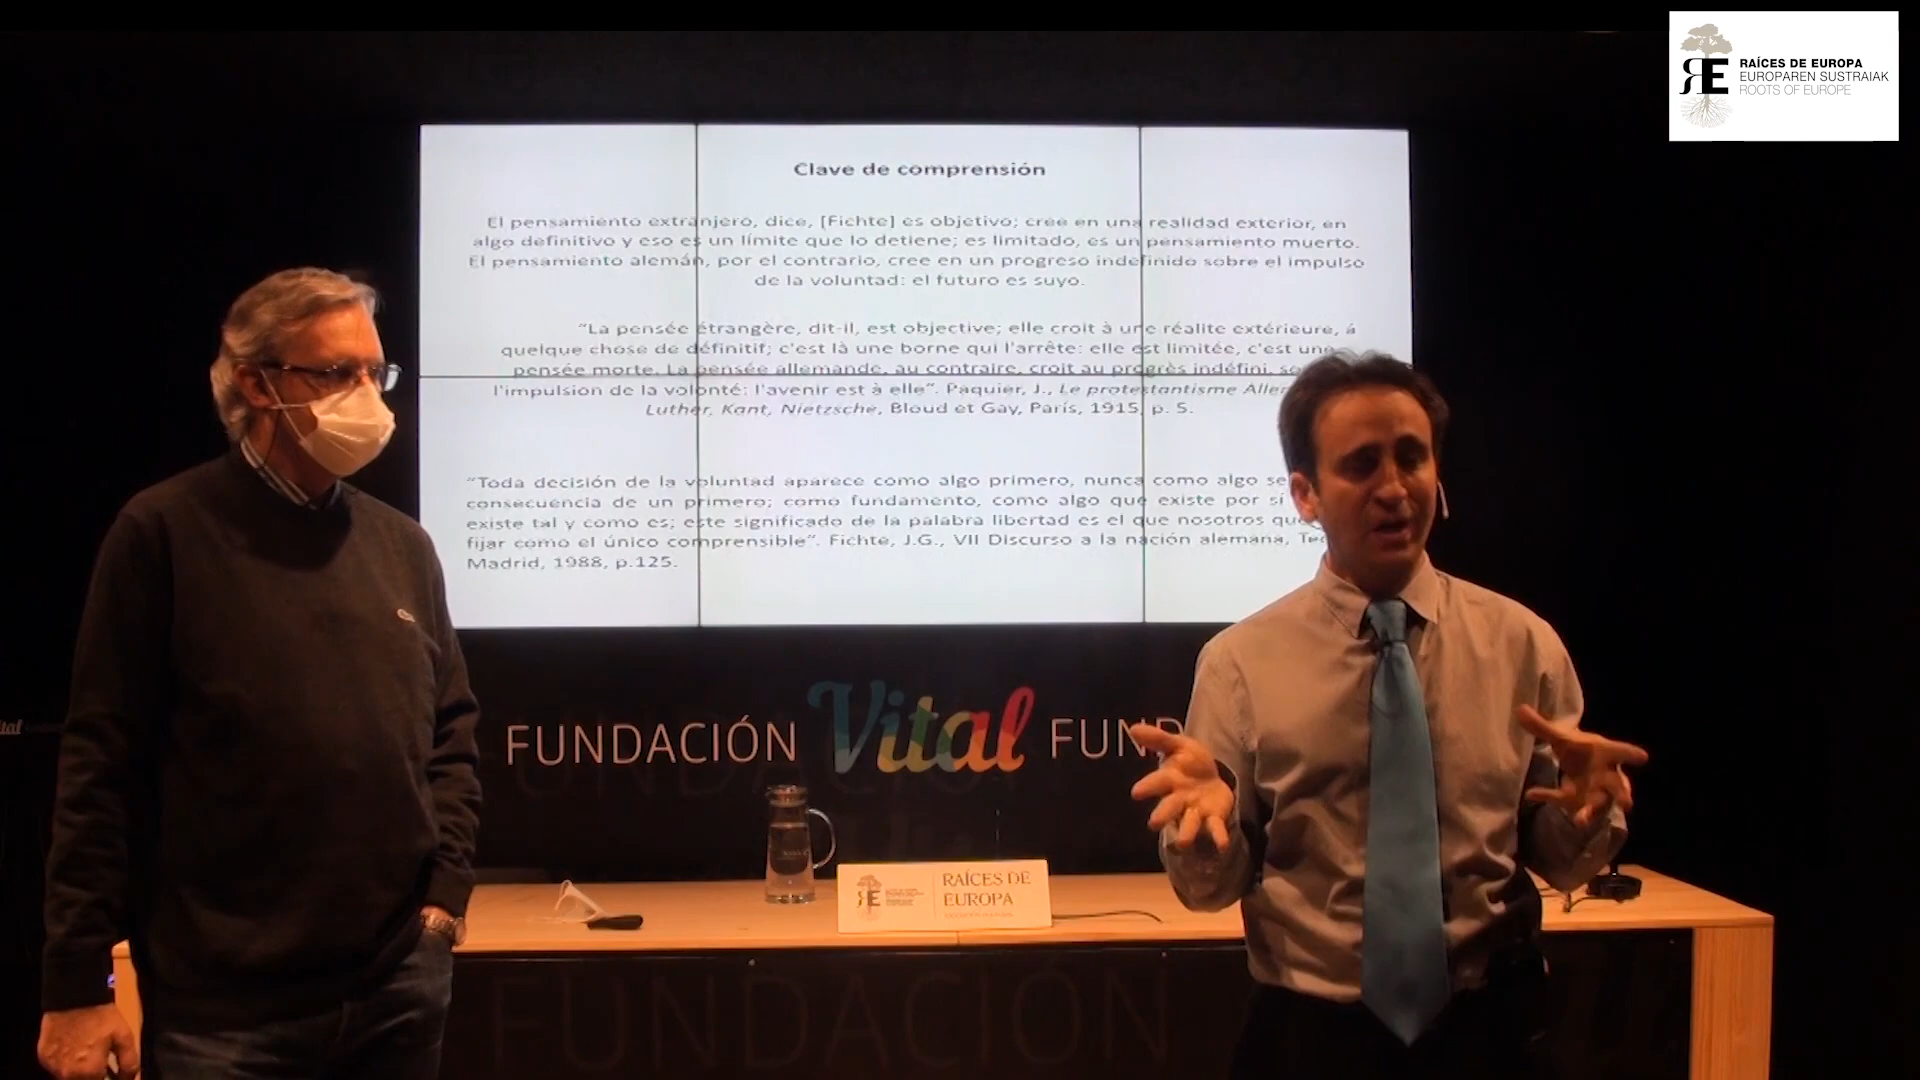 RAÍCES DE EUROPA
EUROPAREN SUSTRAIAK
ROOTS OF EUROPE
RE
Clave de comprensión
El pensamiento extranjero, dice, [Fichte] es objetivo; cree en una realidad exterior, en
algo definitivo y eso es un límite que lo detiene; es limitado, es un pensamiento muerto.
El pensamiento alemán, por el contrario, cree en un progreso indefinido sobre el impulso
de la voluntad: el futuro es suyo.
"La pensée étrangère, dit-il, est objective; elle croit à une réalite extérieure, á
quelque chose de définitif; c'est là une borne qui l'arrête: elle est limitée, c'est une
pensée morte. La pensée allemande, au contraire, croit au progrès indéfini,
l'impulsion de la volonté: l'avenir est à elle". Paquier, J., Le protestantisme
Luther, Kant, Nietzsche, Bloud et Gay, París, 1915, p. 5.
"Toda decisión de la voluntad aparece como algo primero, nunca como algo
consecuencia de un primero; como fundamento, como algo que existe por sí
existe tal y como es; este significado de la palabra libertad es el que nosotros
fijar como el único comprensible". Fichte, J.G., VII Discurso a la nación alemana,
Madrid, 1988, p.125.
FUNDACIÓN Vital
RE
RAÍCES DE
EUROPA
FUNDACIÓN